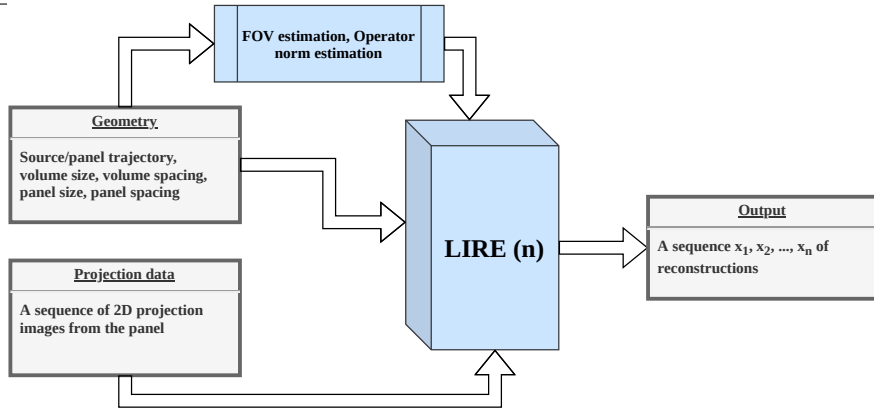 FOV estimation, Operator
norm estimation
Geometry
Source/panel trajectory,
volume size, volume spacing,
panel size, panel spacing
LIRE (n)
Output
A sequence x₁, x₂, ..., xₙ of
reconstructions
Projection data
A sequence of 2D projection
images from the panel